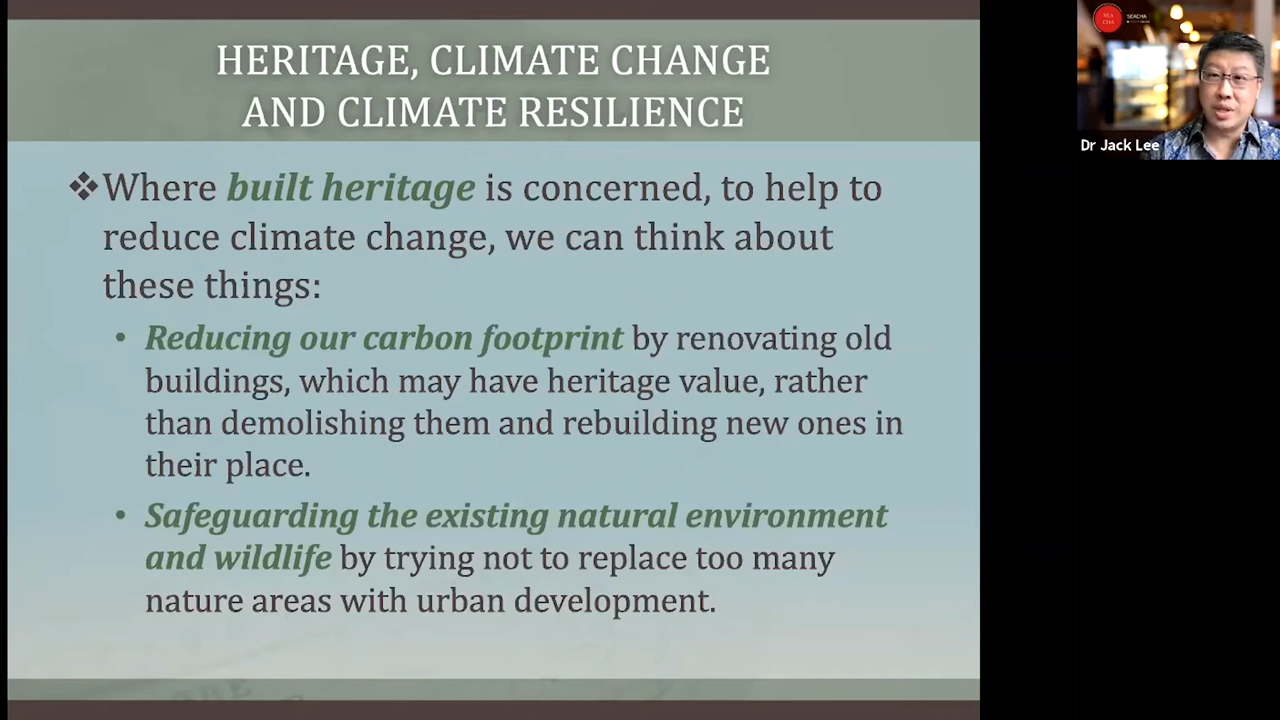 HERITAGE, CLIMATE CHANGE
AND CLIMATE RESILIENCE
❖Where built heritage is concerned, to help to
reduce climate change, we can think about
these things:
• Reducing our carbon footprint by renovating old
buildings, which may have heritage value, rather
than demolishing them and rebuilding new ones in
their place.
• Safeguarding the existing natural environment
and wildlife by trying not to replace too many
nature areas with urban development.
SEA
CHA
SEACHA
Dr Jack Lee